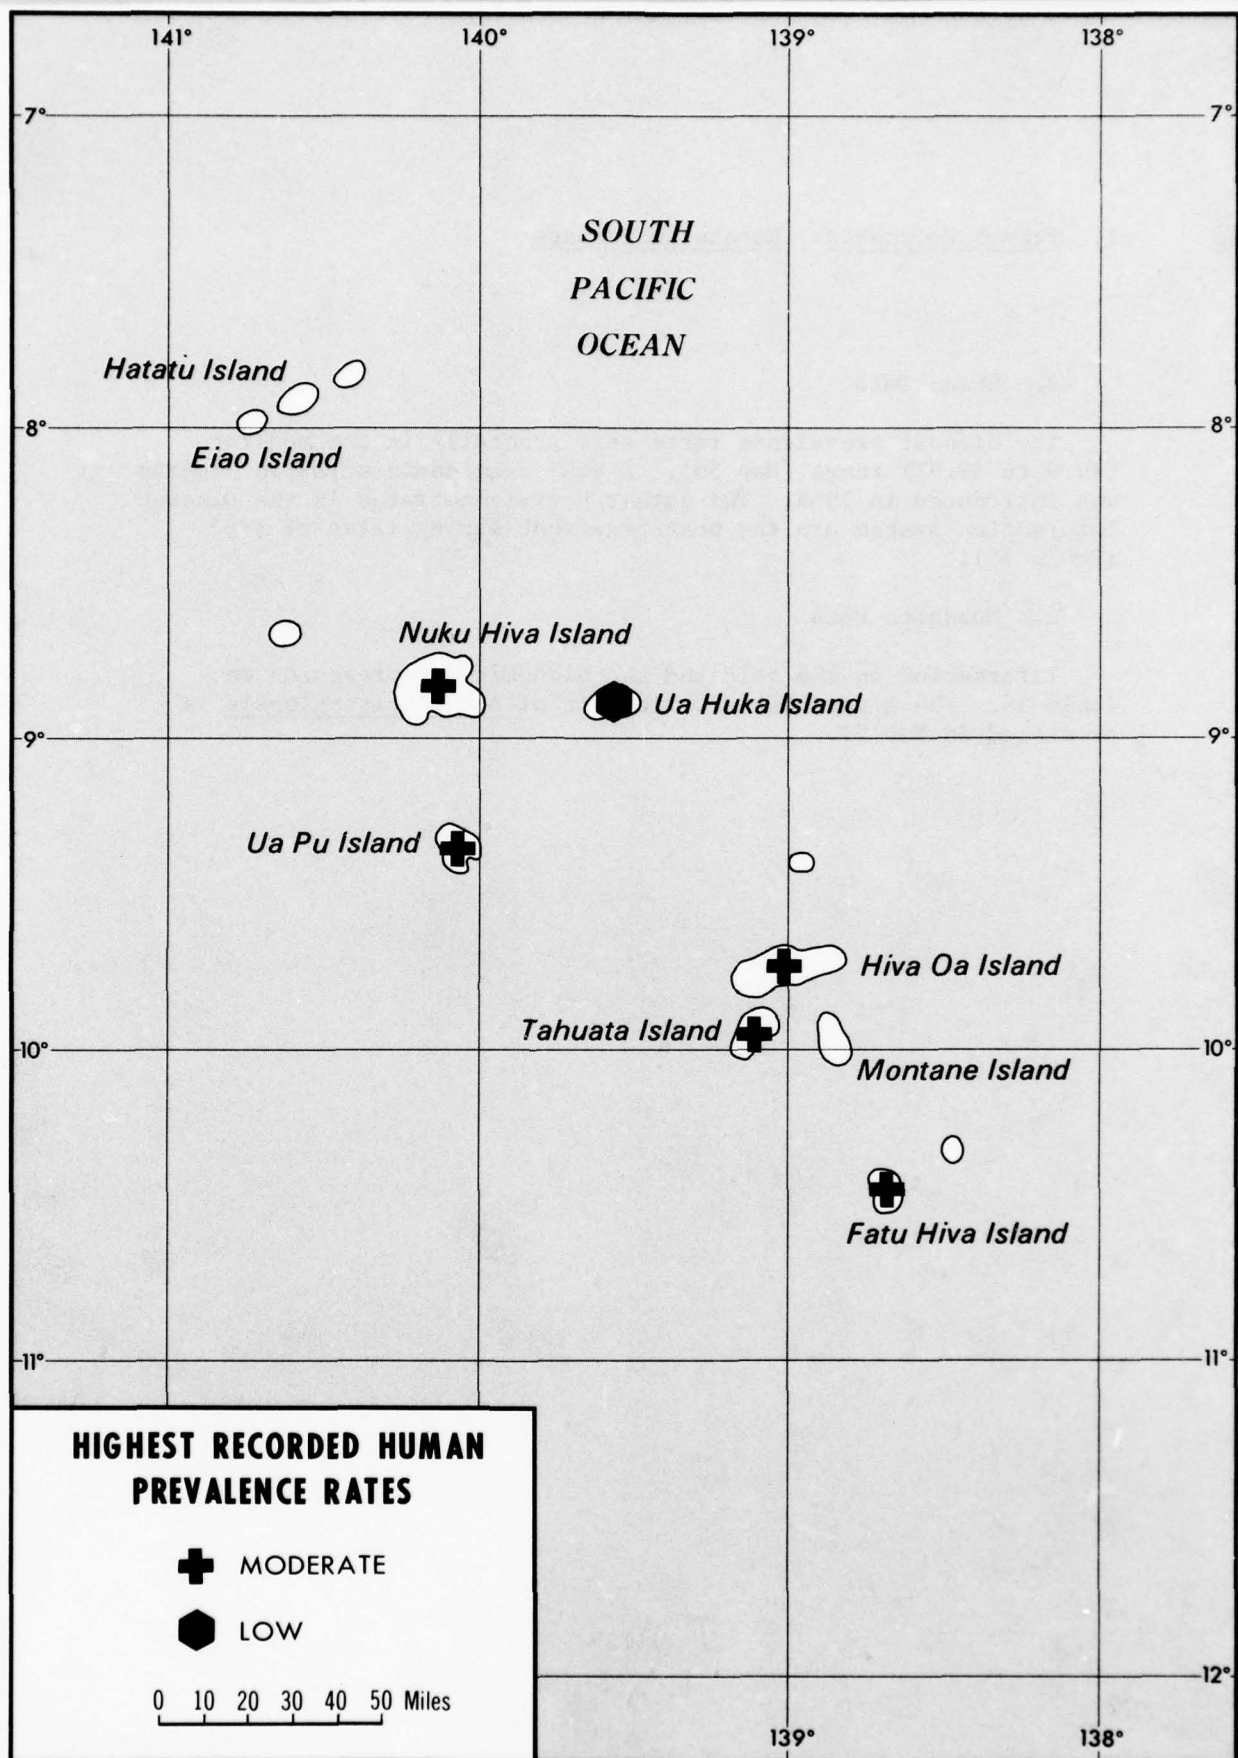 141° 140° 139° 138°
7° 7°
SOUTH
PACIFIC
OCEAN
Hatatu Island
8° 8°
Eiao Island
Nuku Hiva Island
Ua Huka Island
9° 9°
Ua Pu Island
Hiva Oa Island
Tahuata Island
10° 10°
Montane Island
Fatu Hiva Island
11° 11°
HIGHEST RECORDED HUMAN
PREVALENCE RATES
MODERATE
LOW
0 10 20 30 40 50 Miles
12°
139° 138°